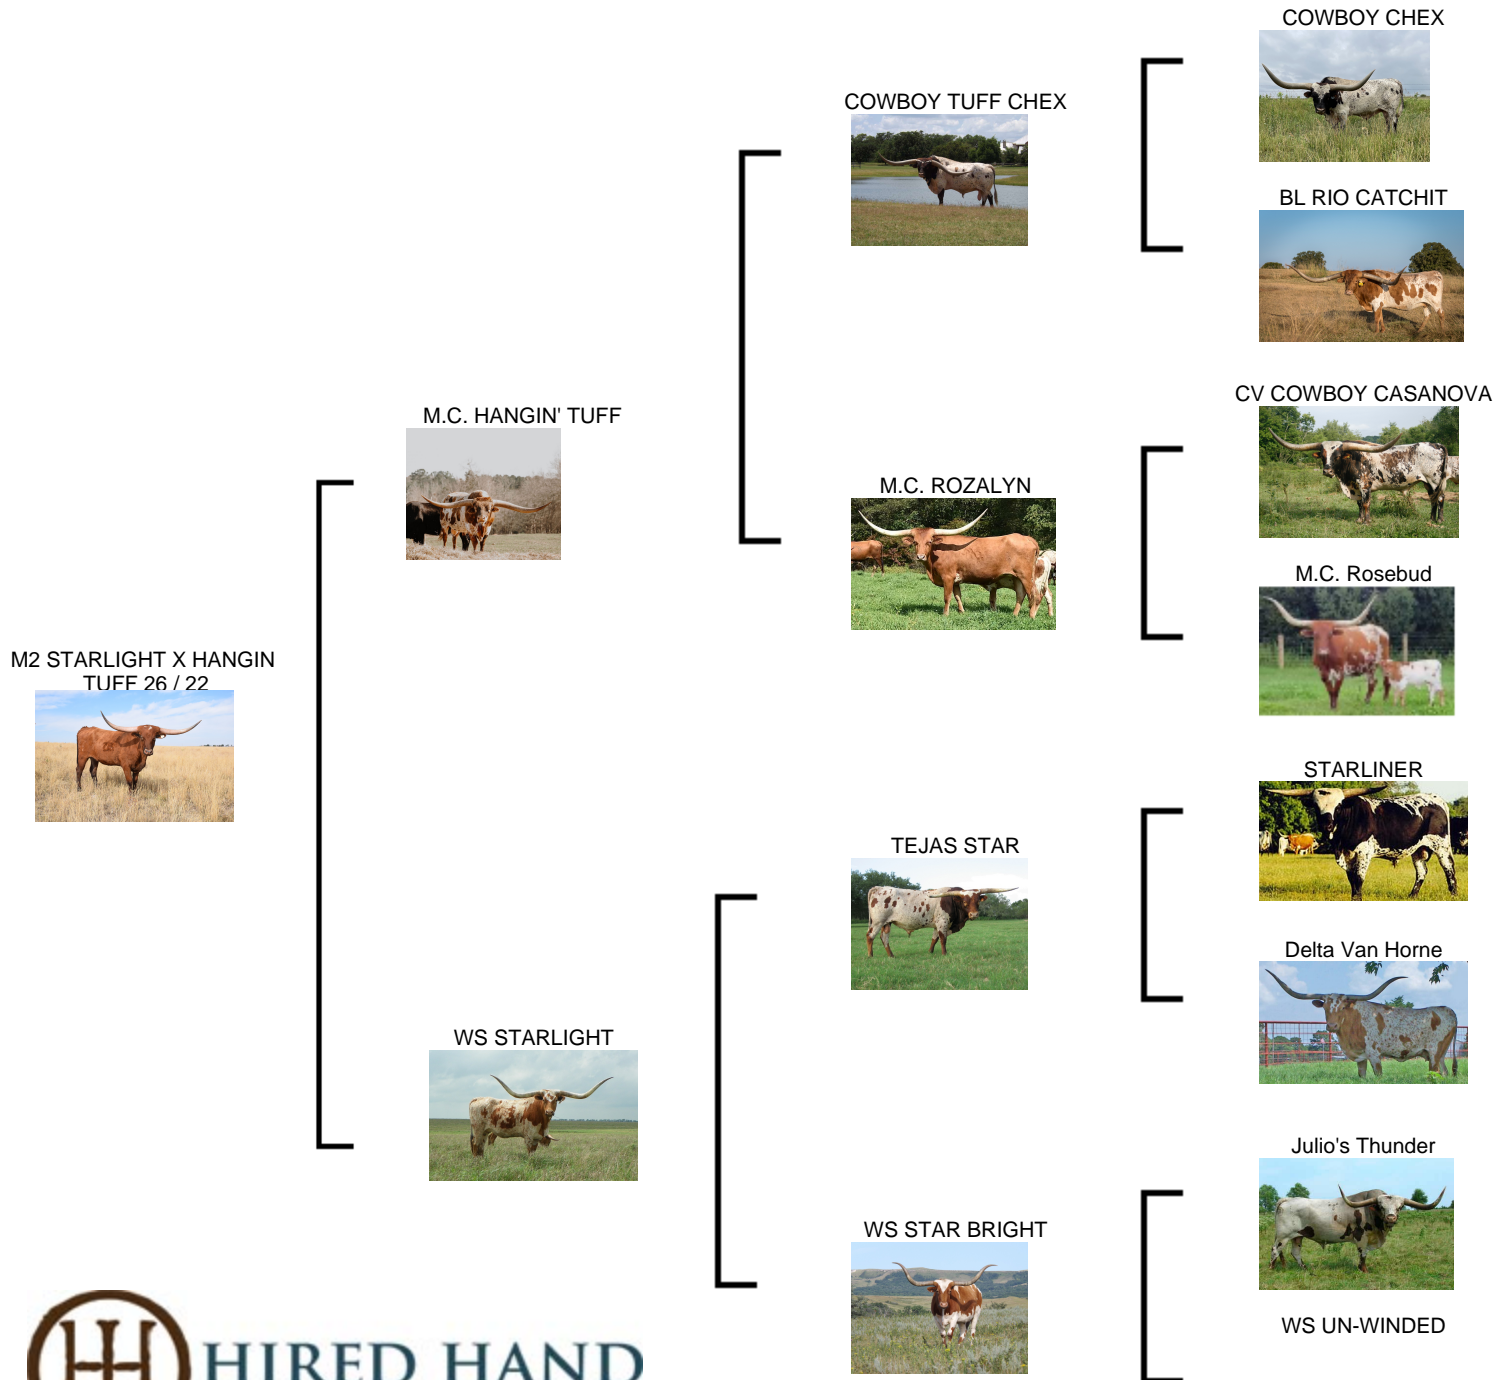 COWBOY CHEX
COWBOY TUFF CHEX
BL RIO CATCHIT
M.C. HANGIN' TUFF
CV COWBOY CASANOVA
M.C. ROZALYN
M.C. Rosebud
M2 STARLIGHT X HANGIN
TUFF 26 / 22
STARLINER
TEJAS STAR
Delta Van Horne
WS STARLIGHT
Julio's Thunder
WS STAR BRIGHT
WS UN-WINDED
HIRED HAND